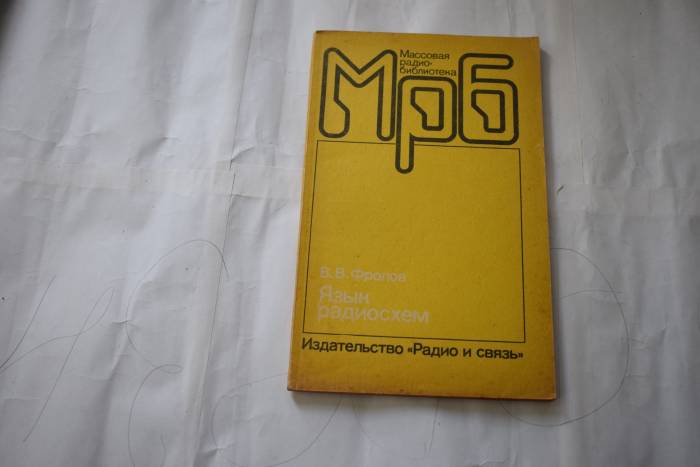 Массовая
радио-
библиотека
Мрб
В. В. Фролов
Язык
радиосхем
Издательство «Радио и связь»